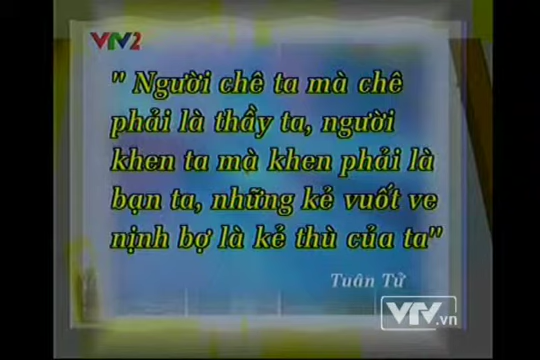 VTV2
" Người chê ta mà chê
phải là thầy ta, người
khen ta mà khen phải là
bạn ta, những kẻ vuốt ve
nịnh bợ là kẻ thù của ta"
Tuân Tử
VTV.vn